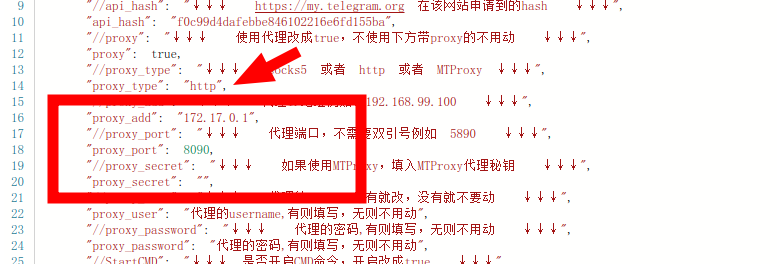 9 "//api_hash": "↓↓↓ https://my.telegram.org 在该网站申请到的hash ↓↓↓",
10 "api_hash": "f0c99d4dafebbe846102216e6fd155ba",
11 "//proxy": "↓↓↓ 使用代理改成true，不使用下方带proxy的不用动 ↓↓↓",
12 "proxy": true,
13 "//proxy_type": "↓↓↓ ocks5 或者 http 或者 MTProxy ↓↓↓",
14 "proxy_type": "http",
15 192.168.99.100 ↓↓↓",
16 "proxy_add": "172.17.0.1",
17 "//proxy_port": "↓↓↓ 代理端口，不需要双引号例如 5890 ↓↓↓",
18 "proxy_port": 8090,
19 "//proxy_secret": "↓↓↓ 如果使用MTProxy，填入MTProxy代理秘钥 ↓↓↓",
20 "proxy_secret": "",
21 有就改，没有就不要动 ↓↓↓",
22 "proxy_user": "代理的username,有则填写，无则不用动",
23 "//proxy_password": "↓↓↓ 代理的密码,有则填写，无则不用动 ↓↓↓",
24 "proxy_password": "代理的密码,有则填写，无则不用动",
25 "//StartCMD": "↓↓↓ 是否开启CMD命令，开启改成true ↓↓↓",